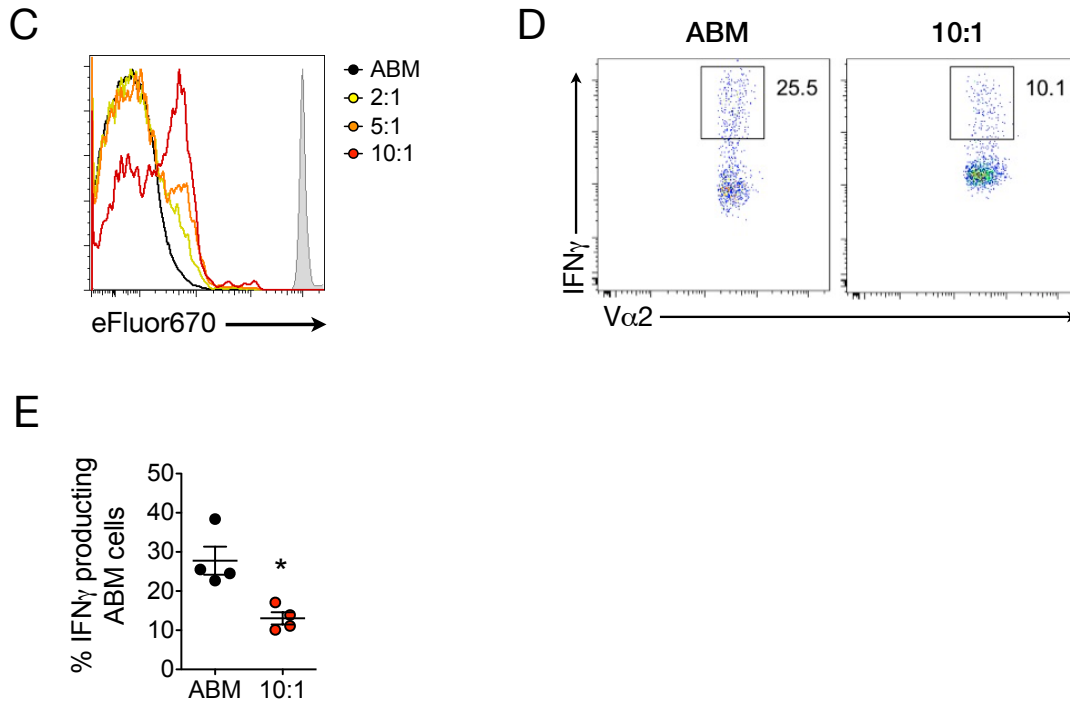 C
ABM
2:1
5:1
10:1
eFluor670
D
ABM
10:1
25.5
10.1
IFNγ
Vα2
E
% IFNγ producting
ABM cells
50
40
30
20
10
0
*
ABM
10:1